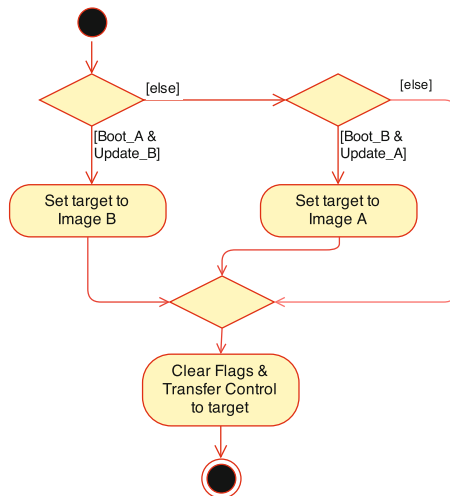 [else]
[else]
[Boot_A &
Update_B]
[Boot_B &
Update_A]
Set target to
Image B
Set target to
Image A
Clear Flags &
Transfer Control
to target